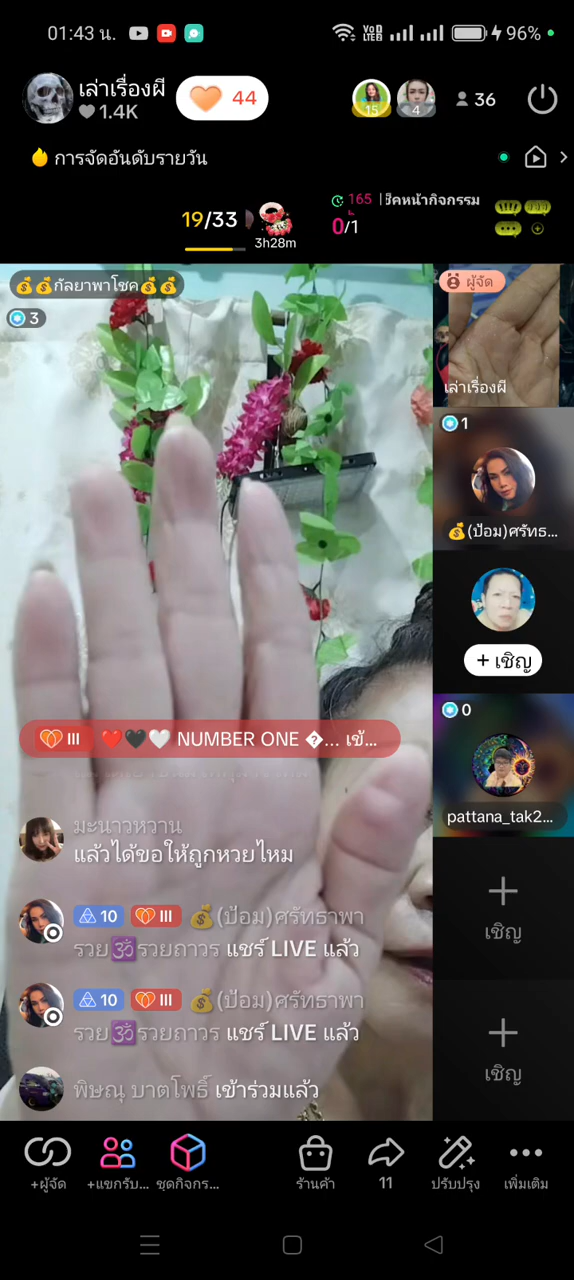 01:43 น.
VoD LTE2
96%
เล่าเรื่องผี
1.4K
44
15
4
36
การจัดอันดับรายวัน
19/33
3h28m
165
ช็คหน้ากิจกรรม
0/1
💰💰กัลยาพาโชค💰💰
3
ผู้จัด
เล่าเรื่องผี
1
💰(ป้อม)ศรัทธ...
+ เชิญ
0
pattana_tak2...
เชิญ
เชิญ
III ❤️🖤🤍 NUMBER ONE �... เข้...
มะนาวหวาน
แล้วได้ขอให้ถูกหวยไหม
10 III 💰(ป้อม)ศรัทธาพา
รวย🕉รวยถาวร แชร์ LIVE แล้ว
10 III 💰(ป้อม)ศรัทธาพา
รวย🕉รวยถาวร แชร์ LIVE แล้ว
พิษณุ บาตโพธิ์ เข้าร่วมแล้ว
+ผู้จัด
+แขกรับ...
ชุดกิจกร...
ร้านค้า
11
ปรับปรุง
เพิ่มเติม